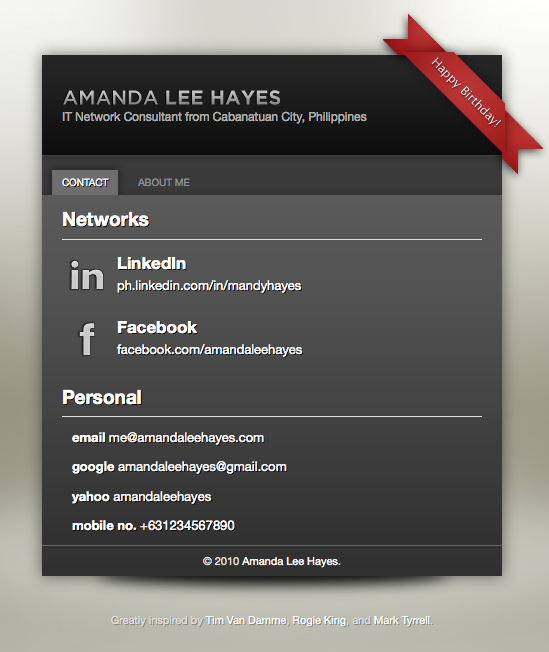 Happy Birthday!
AMANDA LEE HAYES
IT Network Consultant from Cabanatuan City, Philippines
CONTACT ABOUT ME
Networks
in
LinkedIn
ph.linkedin.com/in/mandyhayes
f
Facebook
facebook.com/amandaleehayes
Personal
email me@amandaleehayes.com
google amandaleehayes@gmail.com
yahoo amandaleehayes
mobile no. +631234567890
© 2010 Amanda Lee Hayes.
Greatly inspired by Tim Van Damme, Rogie King, and Mark Tyrrell.